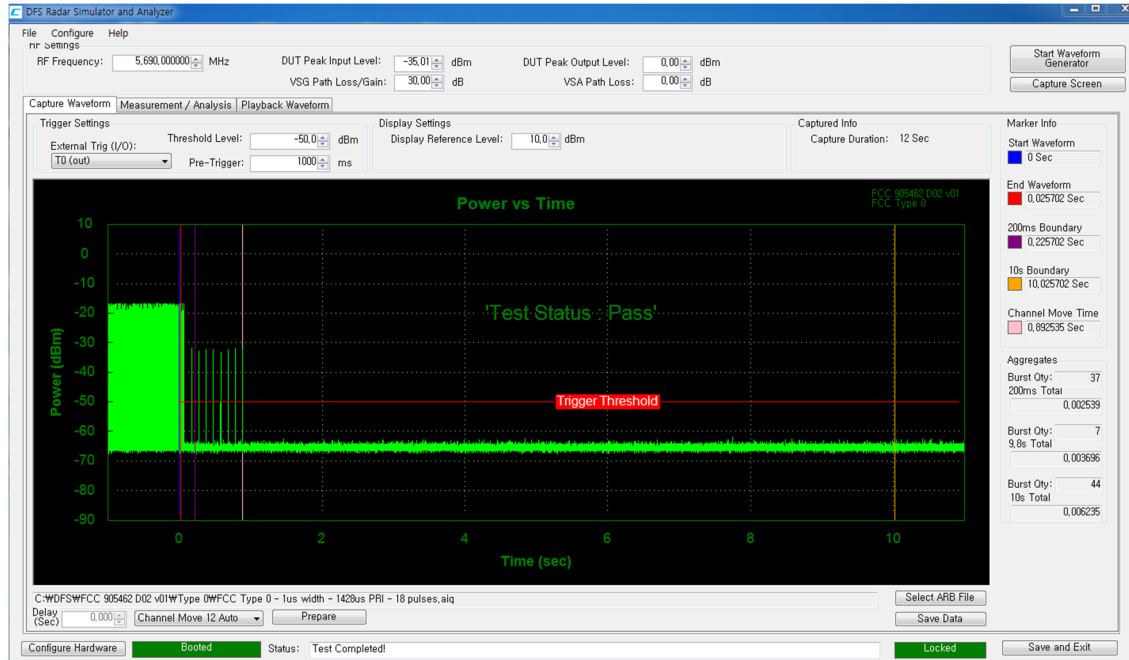 DFS Radar Simulator and Analyzer
File Configure Help
RF Settings
RF Frequency: 5,690,000000 MHz DUT Peak Input Level: -35,01 dBm DUT Peak Output Level: 0,00 dBm
VSG Path Loss/Gain: 30,00 dB VSA Path Loss: 0,00 dB
Start Waveform
Generator
Capture Screen
Capture Waveform Measurement / Analysis Playback Waveform
Trigger Settings
External Trig (I/O): Threshold Level: -50,0 dBm
T0 (out) Pre-Trigger: 1000 ms
Display Settings
Display Reference Level: 10,0 dBm
Captured Info
Capture Duration: 12 Sec
Marker Info
Start Waveform
0 Sec
End Waveform
0,025702 Sec
200ms Boundary
0,225702 Sec
10s Boundary
10,025702 Sec
Channel Move Time
0,892535 Sec
Aggregates
Burst Qty: 37
200ms Total
0,002539
Burst Qty: 7
9,8s Total
0,003696
Burst Qty: 44
10s Total
0,006235
FCC 905462 D02 v01
FCC Type 0
Power vs Time
'Test Status : Pass'
Trigger Threshold
Power (dBm)
10
0
-10
-20
-30
-40
-50
-60
-70
-80
-90
0 2 4 6 8 10
Time (sec)
C:₩DFS₩FCC 905462 D02 v01₩Type 0₩FCC Type 0 - 1us width - 1428us PRI - 18 pulses,aiq
Select ARB File
Delay
(Sec) 0,000 Channel Move 12 Auto Prepare
Save Data
Configure Hardware Booted Status: Test Completed! Locked Save and Exit